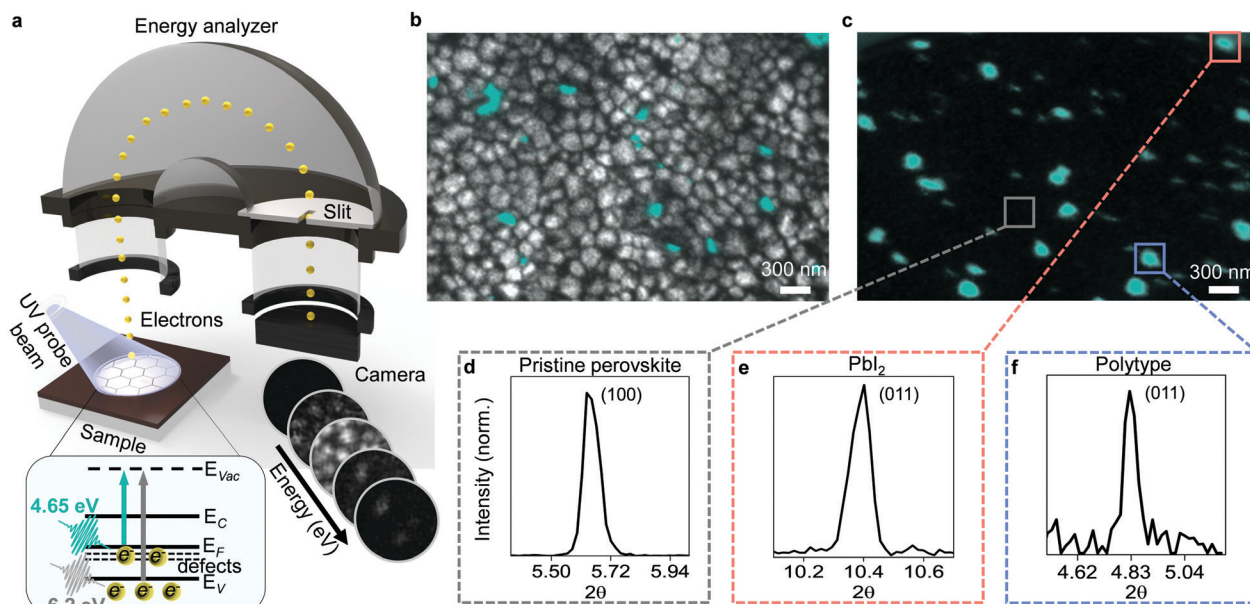 a
Energy analyzer
Slit
UV probe
beam
Electrons
Sample
Camera
Energy (eV)
E_Vac
4.65 eV
E_C
E_F
e⁻ e⁻
defects
E_V
e⁻ e⁻ e⁻
b
300 nm
c
300 nm
d Pristine perovskite
(100)
Intensity (norm.)
5.50 5.72 5.94
2θ
e PbI₂
(011)
10.2 10.4 10.6
2θ
f Polytype
(011)
4.62 4.83 5.04
2θ